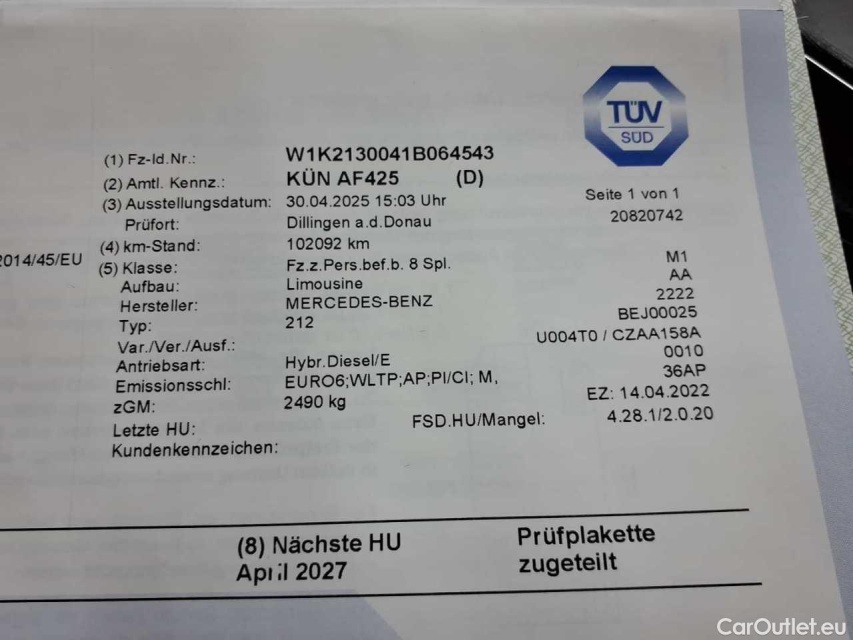 TÜV
SÜD
(1) Fz-Id.Nr.: W1K2130041B064543
(2) Amtl. Kennz.: KÜN AF425 (D)
(3) Ausstellungsdatum: 30.04.2025 15:03 Uhr Seite 1 von 1
Prüfort: Dillingen a.d.Donau 20820742
2014/45/EU (4) km-Stand: 102092 km
(5) Klasse: Fz.z.Pers.bef.b. 8 Spl. M1
Aufbau: Limousine AA
Hersteller: MERCEDES-BENZ 2222
Typ: 212 BEJ00025
Var./Ver./Ausf.: U004T0 / CZAA158A
Antriebsart: Hybr.Diesel/E 0010
Emissionsschl: EURO6;WLTP;AP;PI/CI; M, 36AP
zGM: 2490 kg EZ: 14.04.2022
Letzte HU: FSD.HU/Mangel: 4.28.1/2.0.20
Kundenkennzeichen:
(8) Nächste HU Prüfplakette
April 2027 zugeteilt
CarOutlet.eu